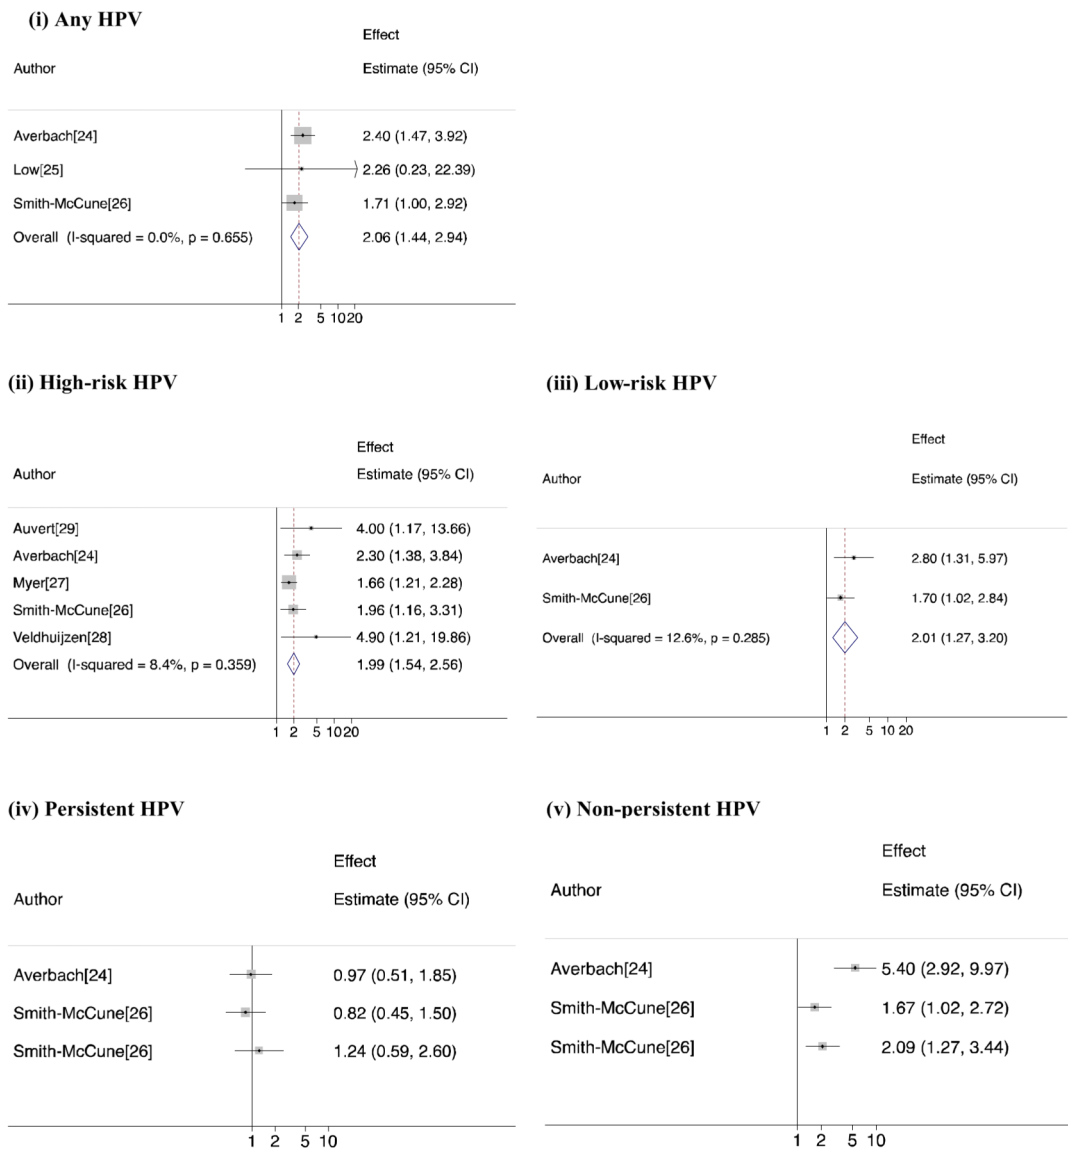 (i) Any HPV
Effect
Author Estimate (95% CI)
Averbach[24] 2.40 (1.47, 3.92)
Low[25] 2.26 (0.23, 22.39)
Smith-McCune[26] 1.71 (1.00, 2.92)
Overall (I-squared = 0.0%, p = 0.655) 2.06 (1.44, 2.94)
1 2 5 10 20
(ii) High-risk HPV
Effect
Author Estimate (95% CI)
Auvert[29] 4.00 (1.17, 13.66)
Averbach[24] 2.30 (1.38, 3.84)
Myer[27] 1.66 (1.21, 2.28)
Smith-McCune[26] 1.96 (1.16, 3.31)
Veldhuijzen[28] 4.90 (1.21, 19.86)
Overall (I-squared = 8.4%, p = 0.359) 1.99 (1.54, 2.56)
1 2 5 10 20
(iii) Low-risk HPV
Effect
Author Estimate (95% CI)
Averbach[24] 2.80 (1.31, 5.97)
Smith-McCune[26] 1.70 (1.02, 2.84)
Overall (I-squared = 12.6%, p = 0.285) 2.01 (1.27, 3.20)
1 2 5 10 20
(iv) Persistent HPV
Effect
Author Estimate (95% CI)
Averbach[24] 0.97 (0.51, 1.85)
Smith-McCune[26] 0.82 (0.45, 1.50)
Smith-McCune[26] 1.24 (0.59, 2.60)
1 2 5 10
(v) Non-persistent HPV
Effect
Author Estimate (95% CI)
Averbach[24] 5.40 (2.92, 9.97)
Smith-McCune[26] 1.67 (1.02, 2.72)
Smith-McCune[26] 2.09 (1.27, 3.44)
1 2 5 10